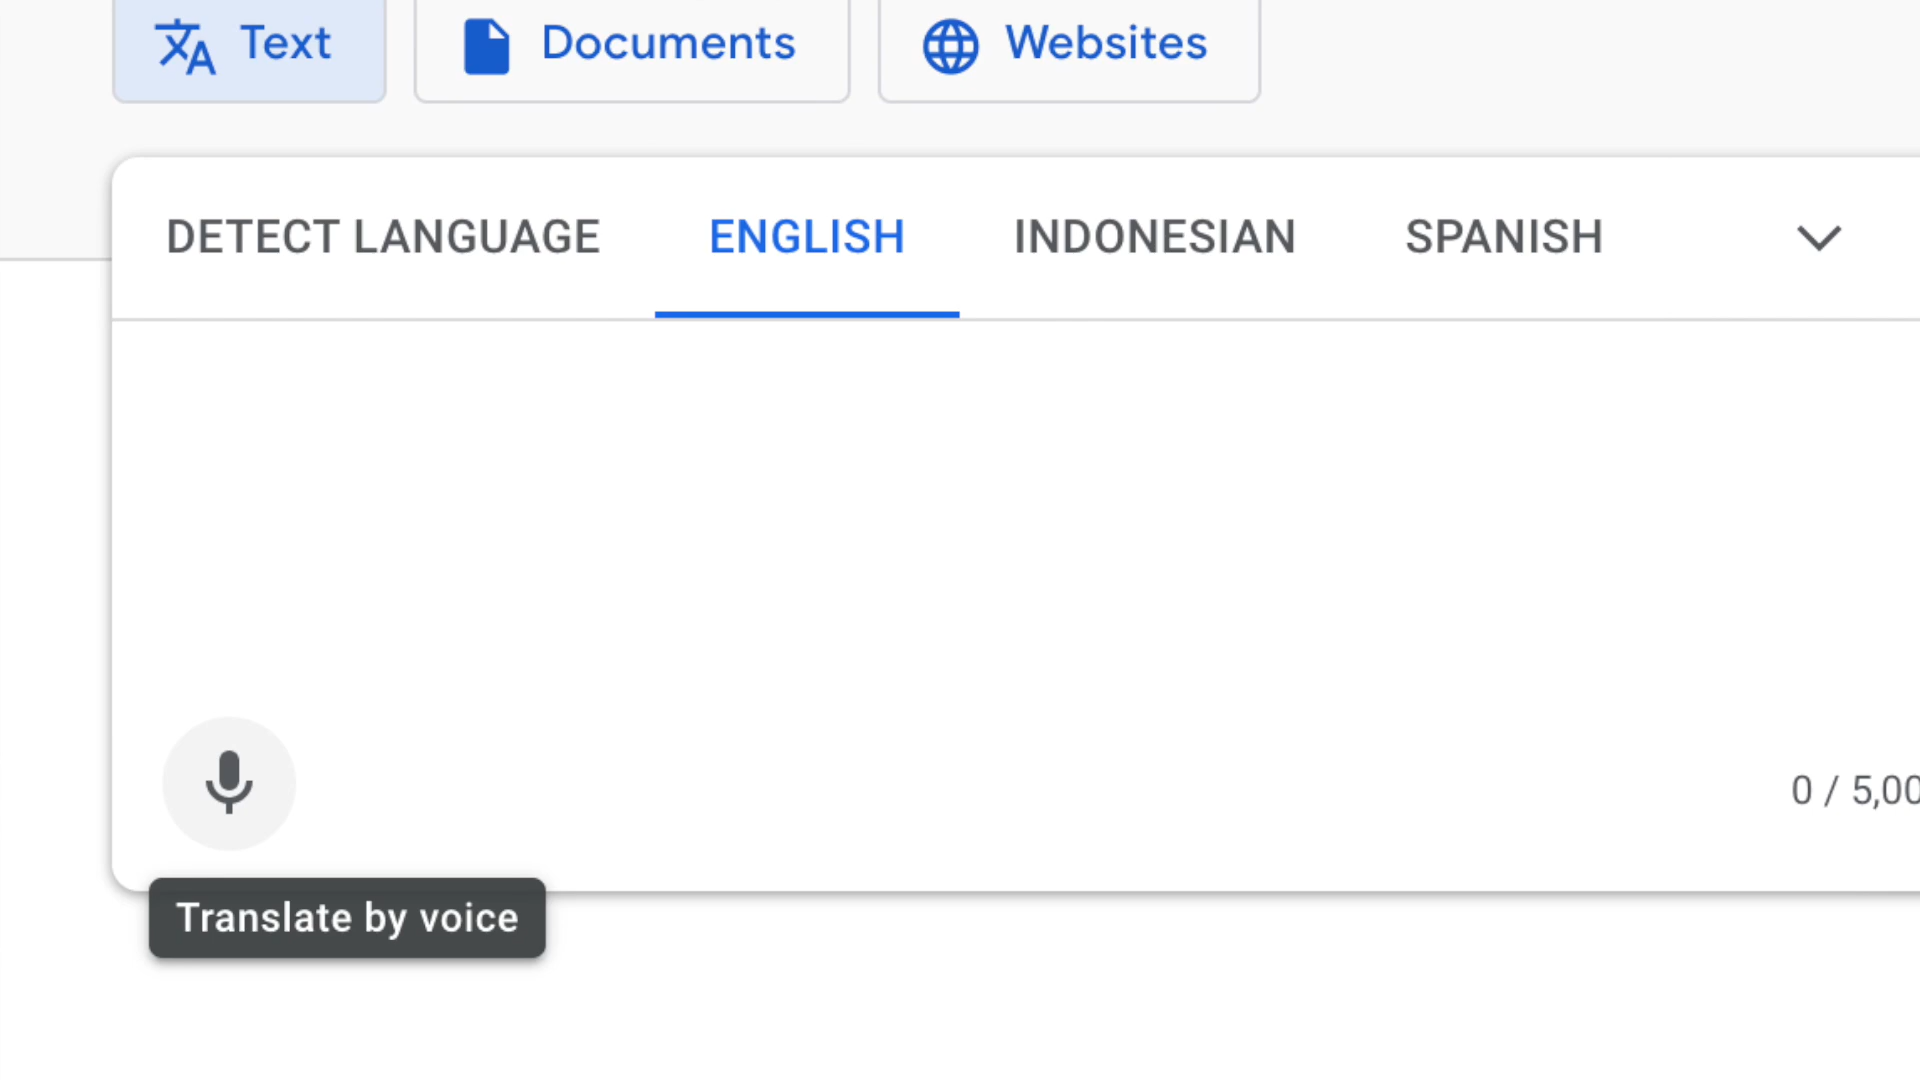 Text
Documents
Websites
DETECT LANGUAGE
ENGLISH
INDONESIAN
SPANISH
0 / 5,00
Translate by voice